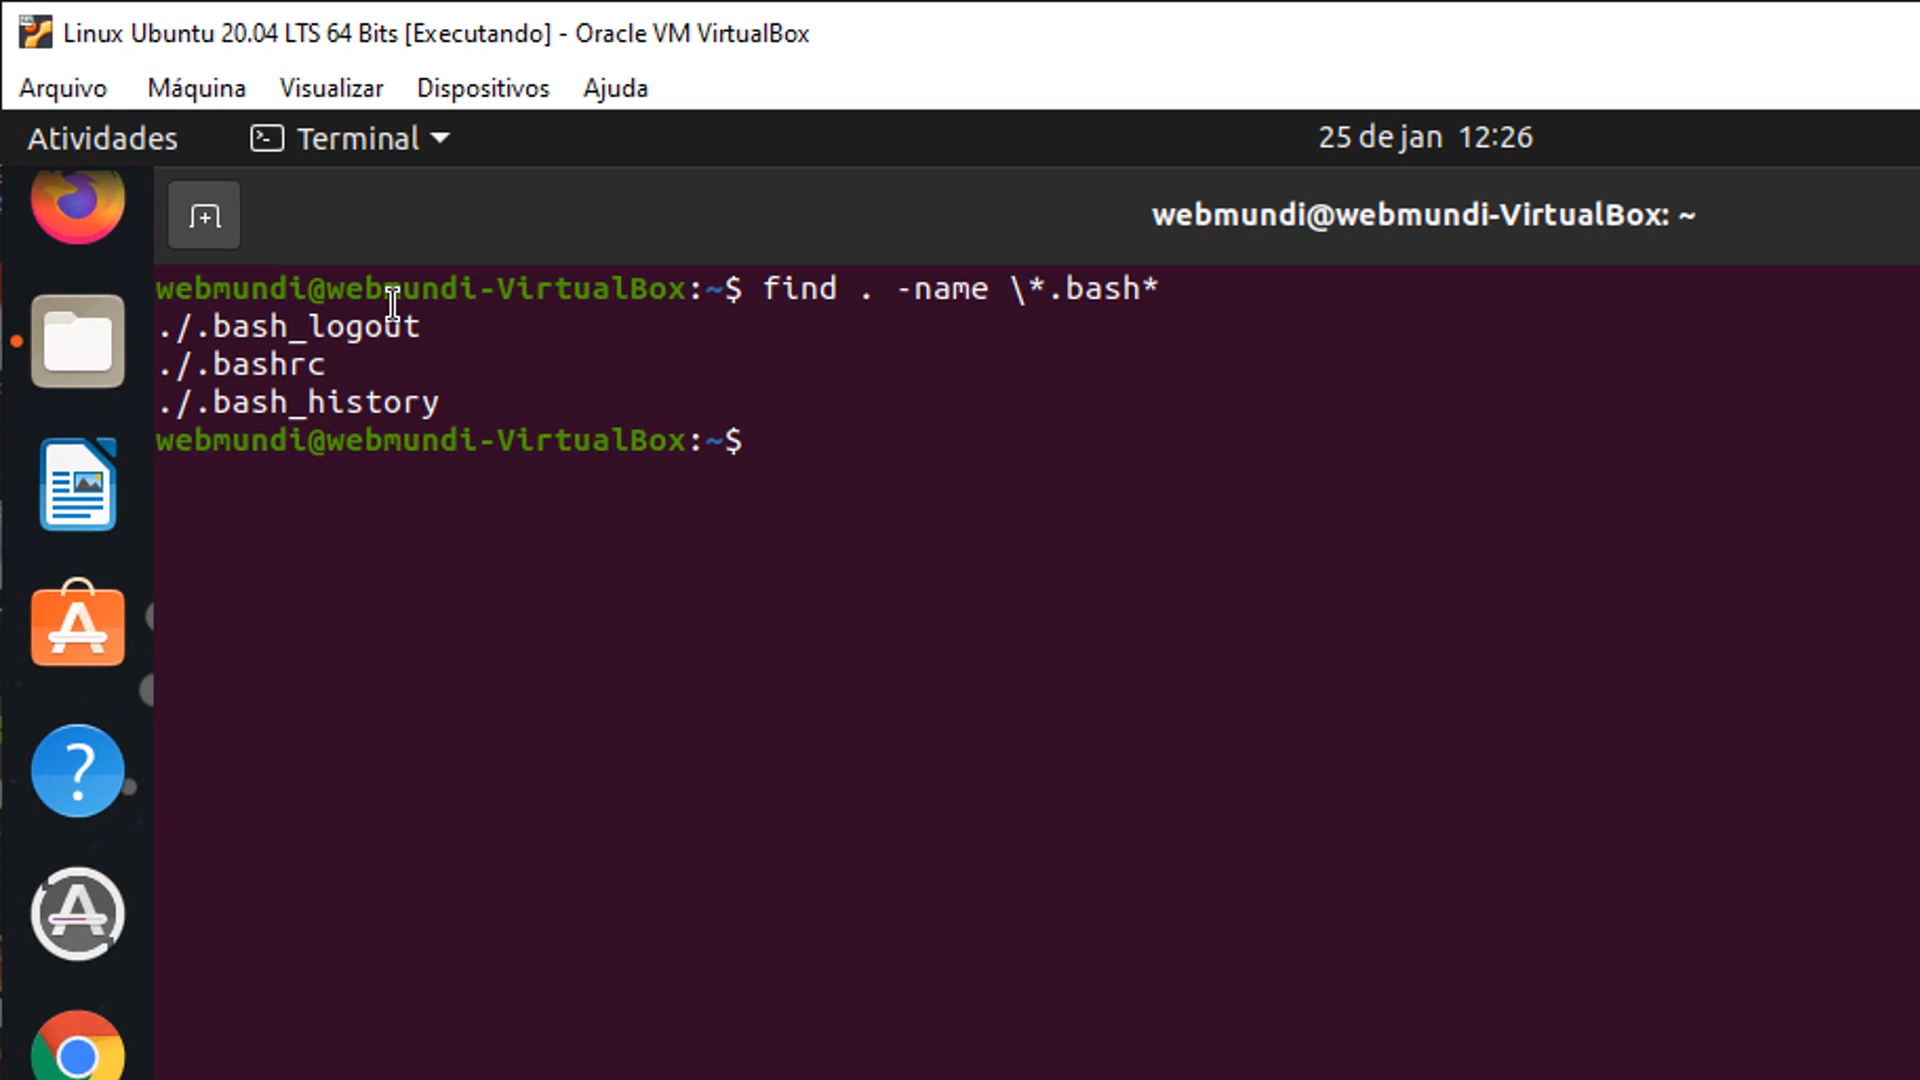 Linux Ubuntu 20.04 LTS 64 Bits [Executando] - Oracle VM VirtualBox
Arquivo Máquina Visualizar Dispositivos Ajuda
Atividades Terminal 25 de jan 12:26
webmundi@webmundi-VirtualBox: ~
webmundi@webmundi-VirtualBox:~$ find . -name \*.bash*
./.bash_logout
./.bashrc
./.bash_history
webmundi@webmundi-VirtualBox:~$